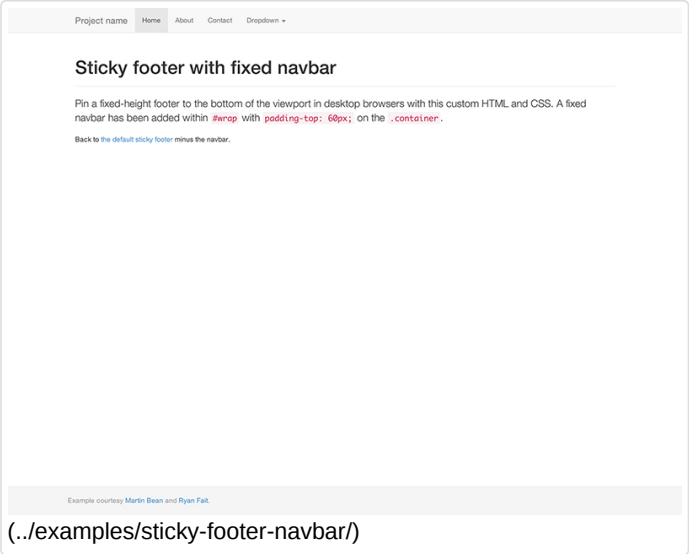 Project name Home About Contact Dropdown
Sticky footer with fixed navbar
Pin a fixed-height footer to the bottom of the viewport in desktop browsers with this custom HTML and CSS. A fixed
navbar has been added within #wrap with padding-top: 60px; on the .container.
Back to the default sticky footer minus the navbar.
Example courtesy Martin Bean and Ryan Fait.
(../examples/sticky-footer-navbar/)